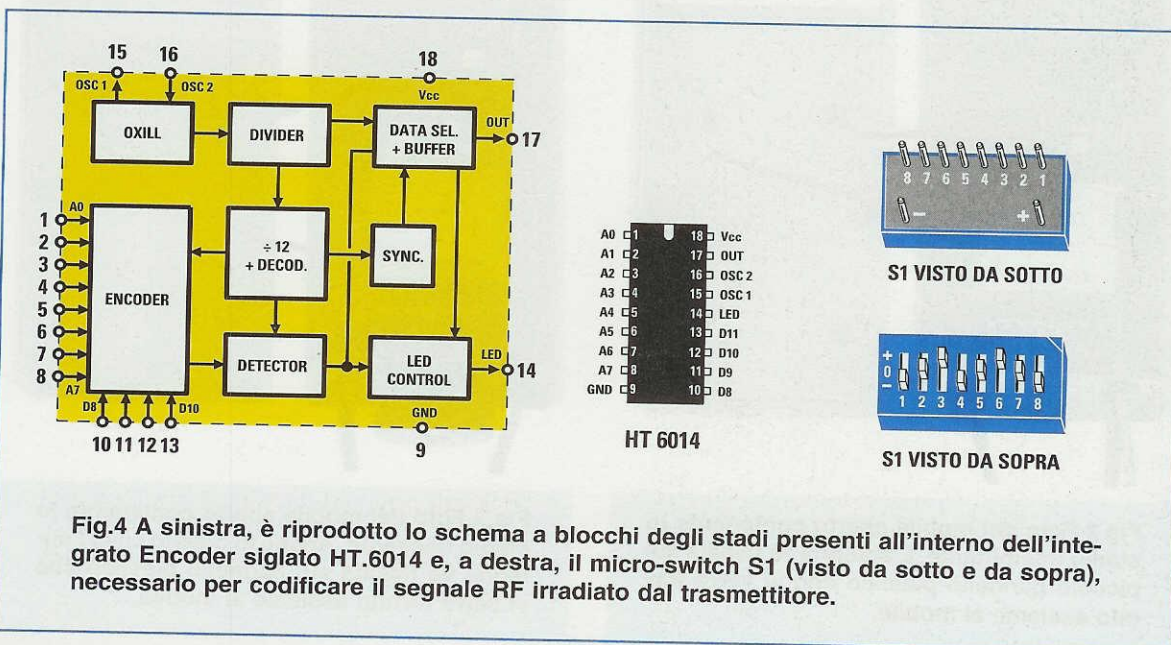 15 16 18
OSC 1 OSC 2 Vcc
OXILL
DIVIDER
DATA SEL.
+ BUFFER
OUT
17
1 A0
2
3
4
5
6
7
8 A7
ENCODER
÷ 12
+ DECOD.
SYNC.
DETECTOR
LED
CONTROL
LED
14
D8 D10
10 11 12 13
GND
9
A0 1 18 Vcc
A1 2 17 OUT
A2 3 16 OSC 2
A3 4 15 OSC 1
A4 5 14 LED
A5 6 13 D11
A6 7 12 D10
A7 8 11 D9
GND 9 10 D8
HT 6014
8 7 6 5 4 3 2 1
– +
S1 VISTO DA SOTTO
+
0
–
1 2 3 4 5 6 7 8
S1 VISTO DA SOPRA
Fig.4 A sinistra, è riprodotto lo schema a blocchi degli stadi presenti all'interno dell'inte-
grato Encoder siglato HT.6014 e, a destra, il micro-switch S1 (visto da sotto e da sopra),
necessario per codificare il segnale RF irradiato dal trasmettitore.